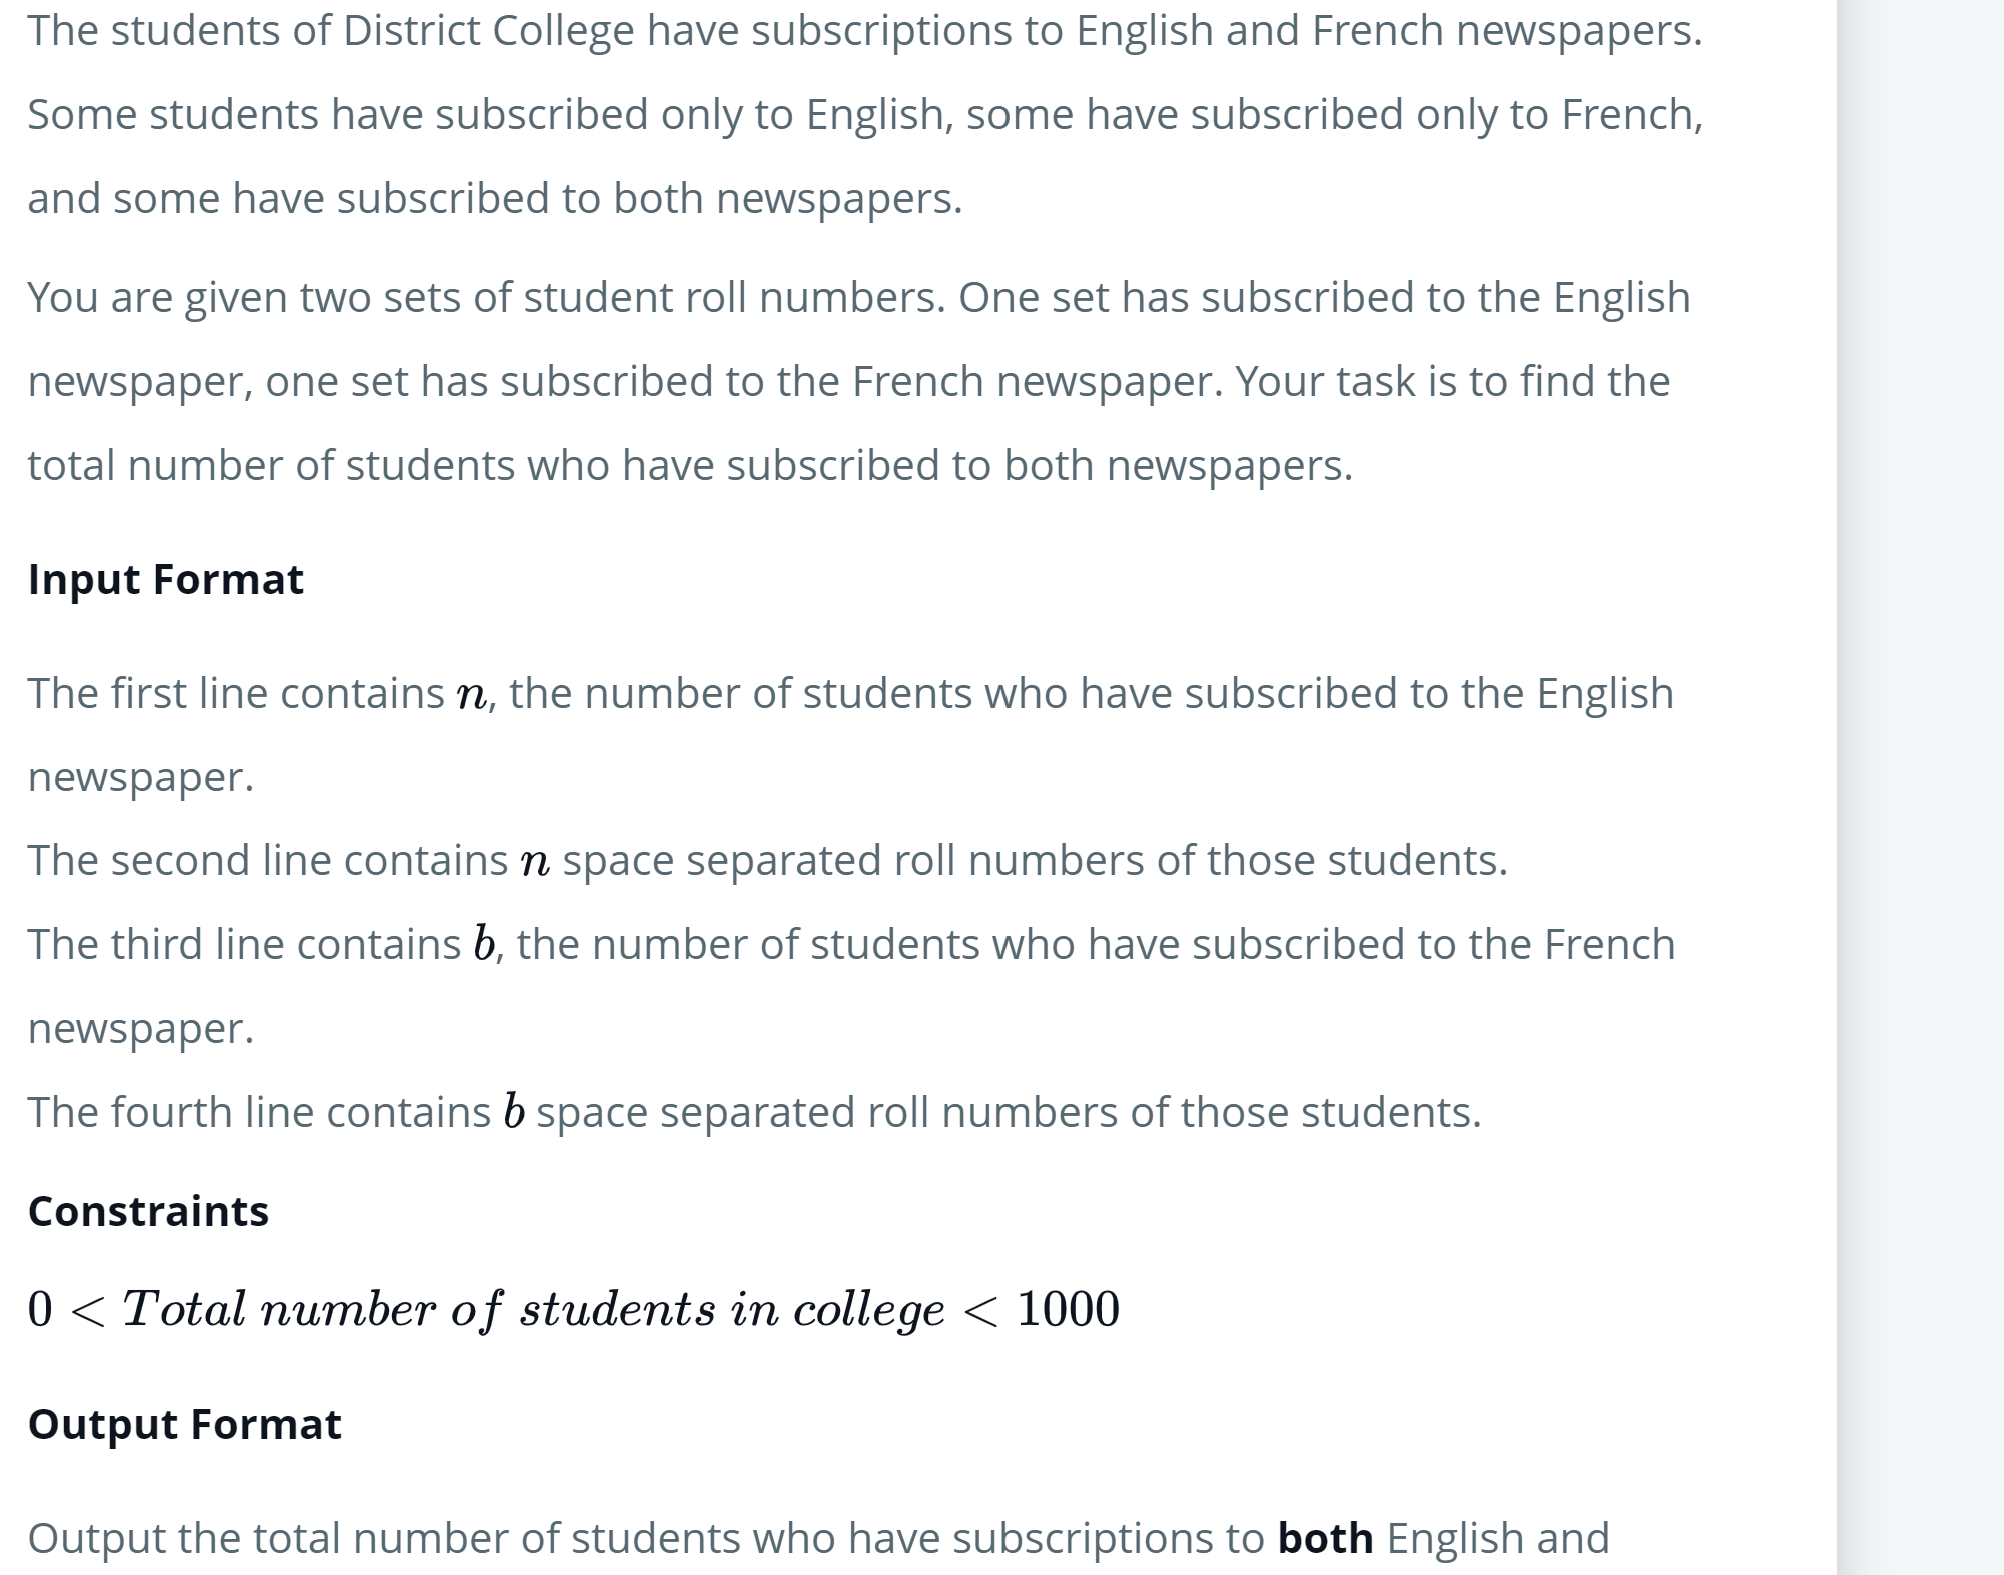 The students of District College have subscriptions to English and French newspapers.
Some students have subscribed only to English, some have subscribed only to French,
and some have subscribed to both newspapers.
You are given two sets of student roll numbers. One set has subscribed to the English
newspaper, one set has subscribed to the French newspaper. Your task is to find the
total number of students who have subscribed to both newspapers.
Input Format
The first line contains n, the number of students who have subscribed to the English
newspaper.
The second line contains n space separated roll numbers of those students.
The third line contains b, the number of students who have subscribed to the French
newspaper.
The fourth line contains b space separated roll numbers of those students.
Constraints
0 < Total number of students in college < 1000
Output Format
Output the total number of students who have subscriptions to both English and